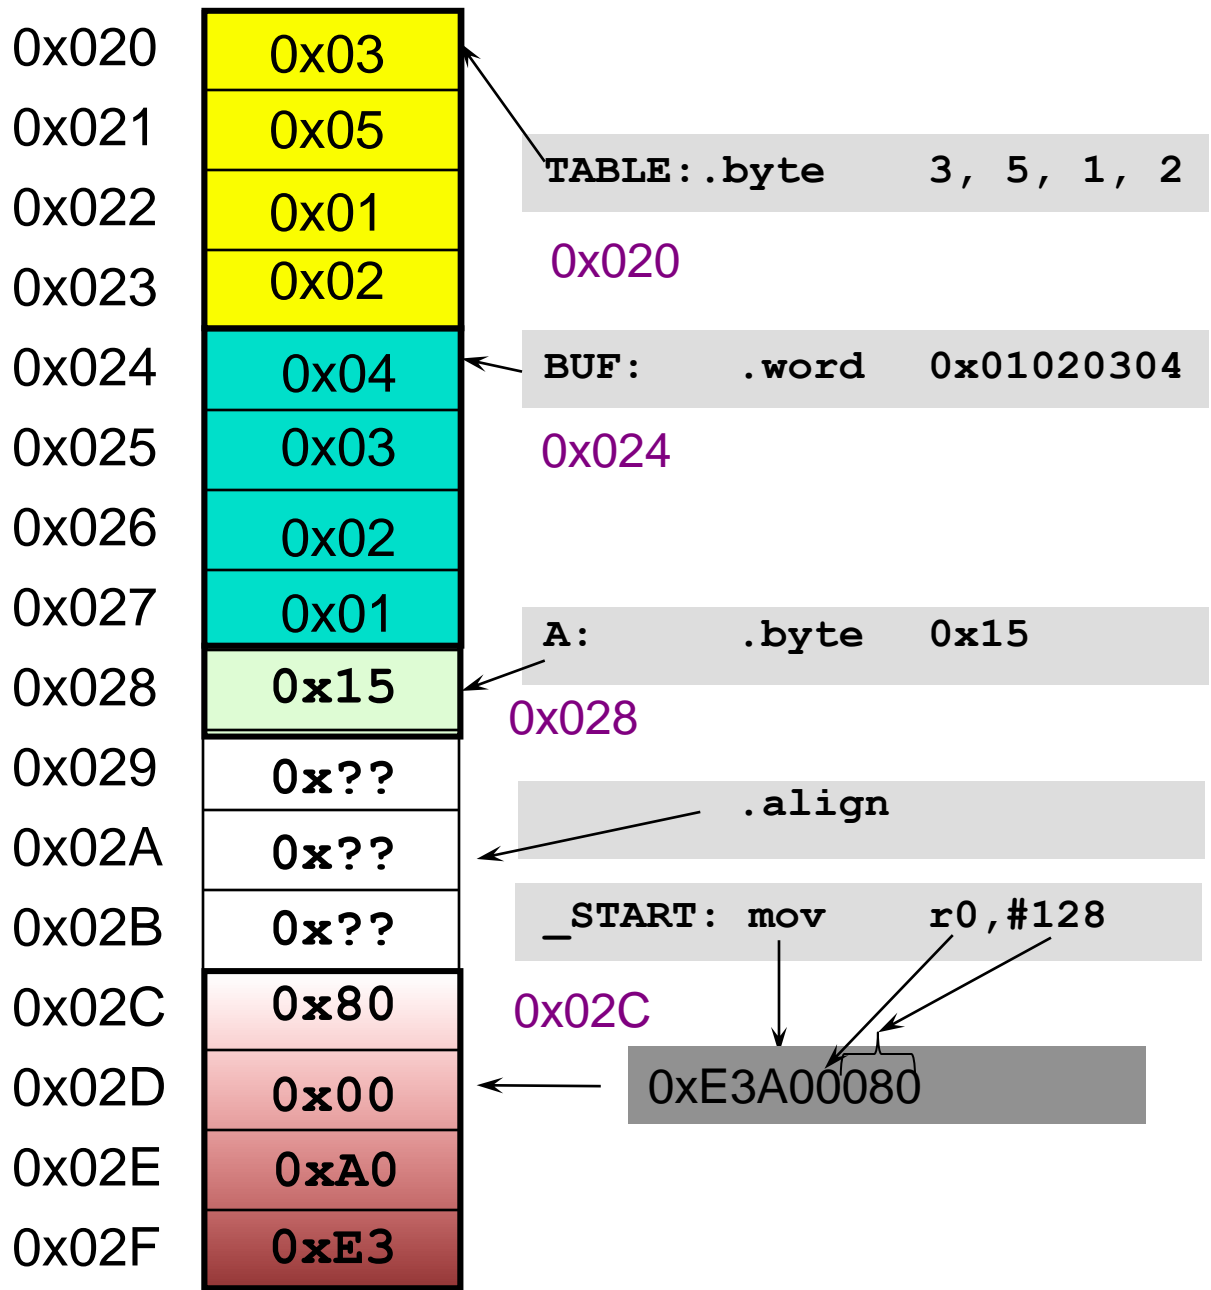 0x020 0x03
0x021 0x05
TABLE:.byte 3, 5, 1, 2
0x022 0x01
0x020
0x023 0x02
0x024 0x04
BUF: .word 0x01020304
0x025 0x03
0x024
0x026 0x02
0x027 0x01
A: .byte 0x15
0x028 0x15
0x028
0x029 0x??
.align
0x02A 0x??
0x02B 0x??
_START: mov r0,#128
0x02C 0x80
0x02C
0x02D 0x00
0xE3A00080
0x02E 0xA0
0x02F 0xE3